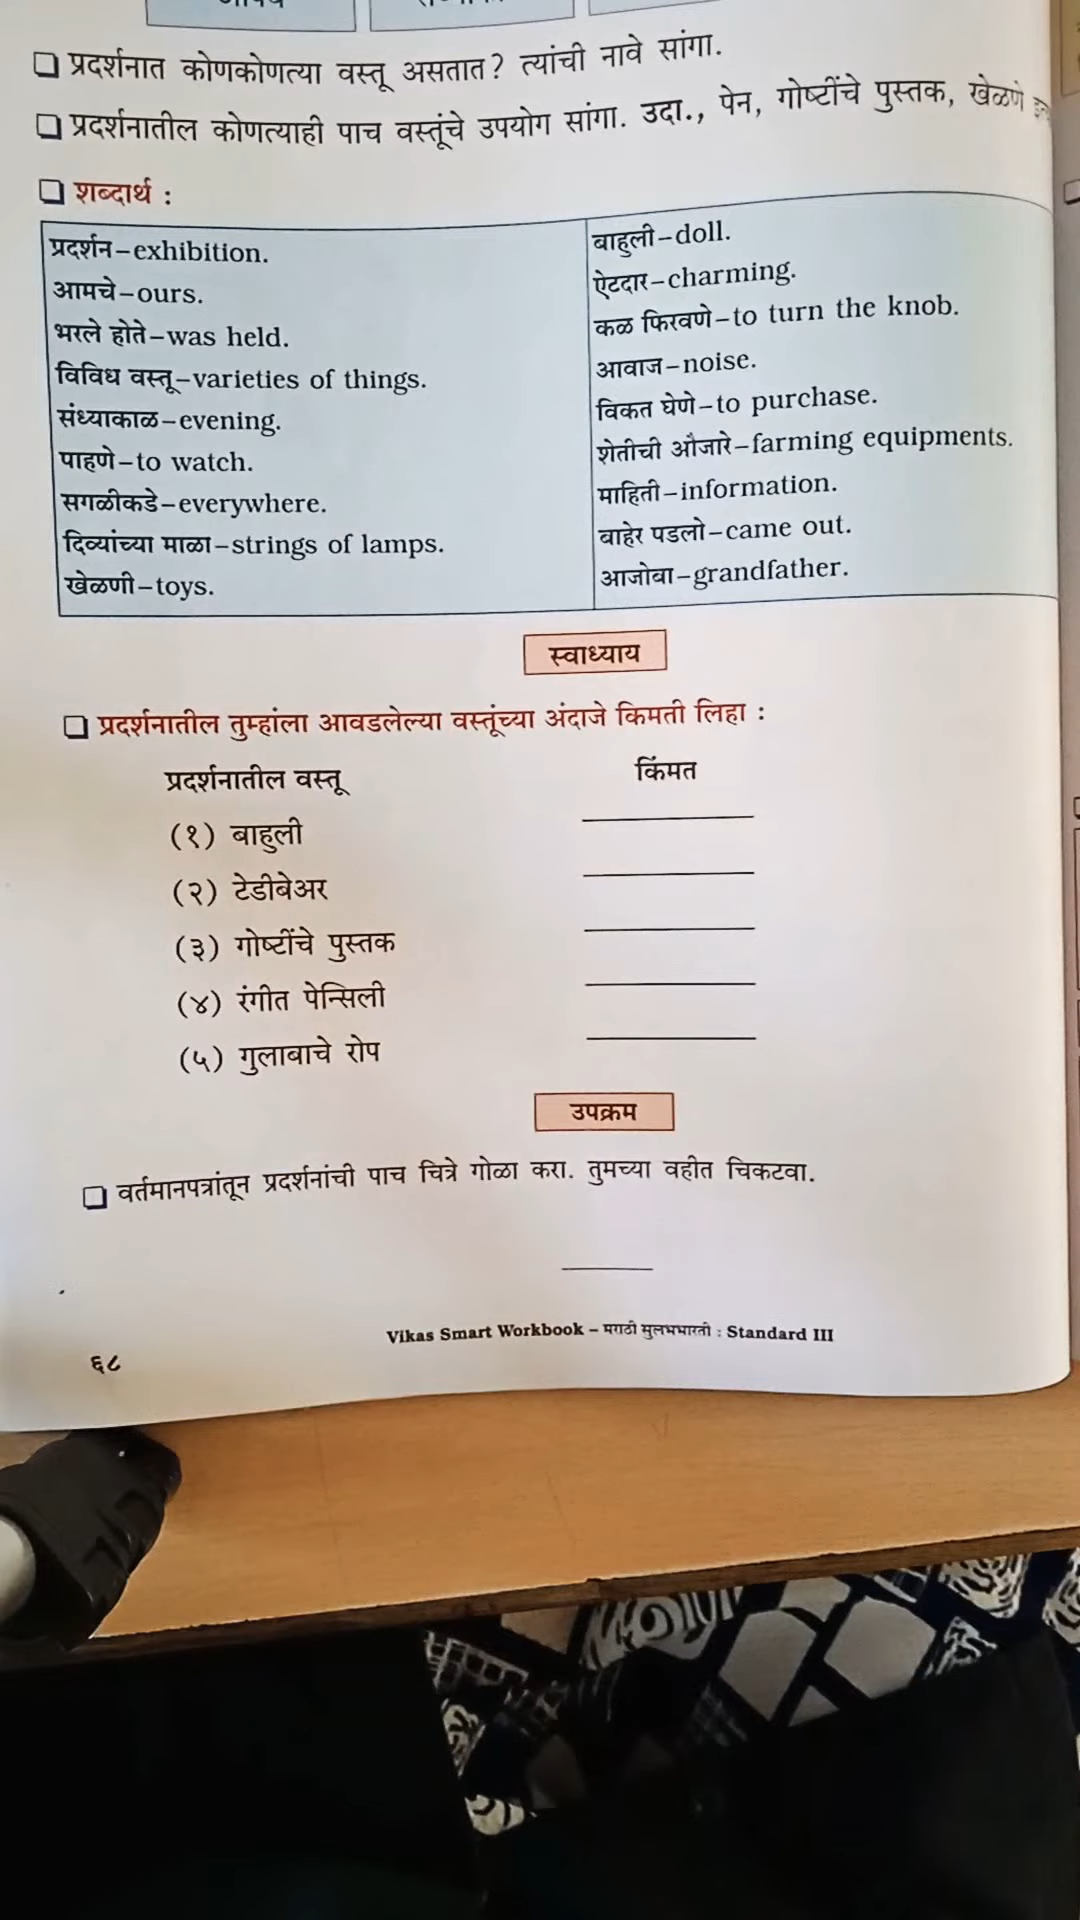 प्रदर्शनात कोणकोणत्या वस्तू असतात? त्यांची नावे सांगा.
प्रदर्शनातील कोणत्याही पाच वस्तूंचे उपयोग सांगा. उदा., पेन, गोष्टींचे पुस्तक, खेळणे
शब्दार्थ :
प्रदर्शन–exhibition.
आमचे–ours.
भरले होते–was held.
विविध वस्तू–varieties of things.
संध्याकाळ–evening.
पाहणे–to watch.
सगळीकडे–everywhere.
दिव्यांच्या माळा–strings of lamps.
खेळणी–toys.
बाहुली–doll.
ऐटदार–charming.
कळ फिरवणे–to turn the knob.
आवाज–noise.
विकत घेणे–to purchase.
शेतीची औजारे–farming equipments.
माहिती–information.
बाहेर पडलो–came out.
आजोबा–grandfather.
स्वाध्याय
प्रदर्शनातील तुम्हांला आवडलेल्या वस्तूंच्या अंदाजे किमती लिहा :
प्रदर्शनातील वस्तू किंमत
(१) बाहुली
(२) टेडीबेअर
(३) गोष्टींचे पुस्तक
(४) रंगीत पेन्सिली
(५) गुलाबाचे रोप
उपक्रम
वर्तमानपत्रांतून प्रदर्शनांची पाच चित्रे गोळा करा. तुमच्या वहीत चिकटवा.
Vikas Smart Workbook – मराठी सुलभभारती : Standard III
६८